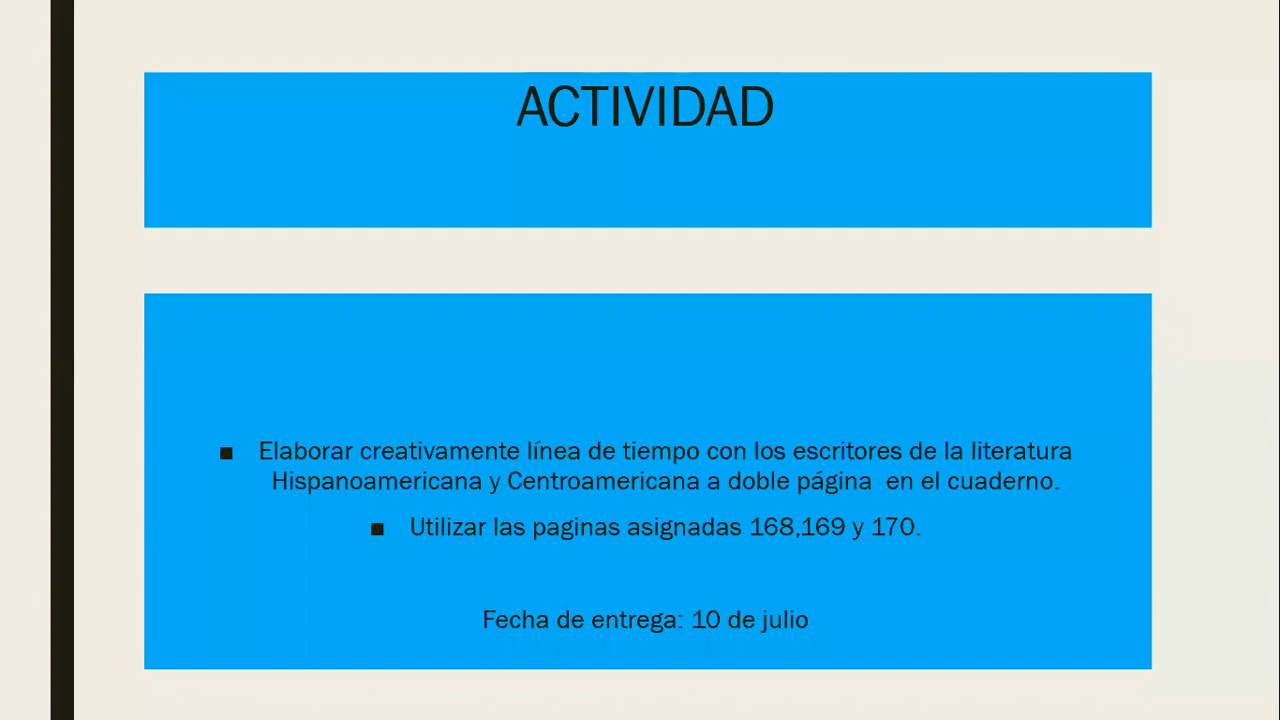 ACTIVIDAD
■ Elaborar creativamente línea de tiempo con los escritores de la literatura
Hispanoamericana y Centroamericana a doble página en el cuaderno.
■ Utilizar las paginas asignadas 168,169 y 170.
Fecha de entrega: 10 de julio